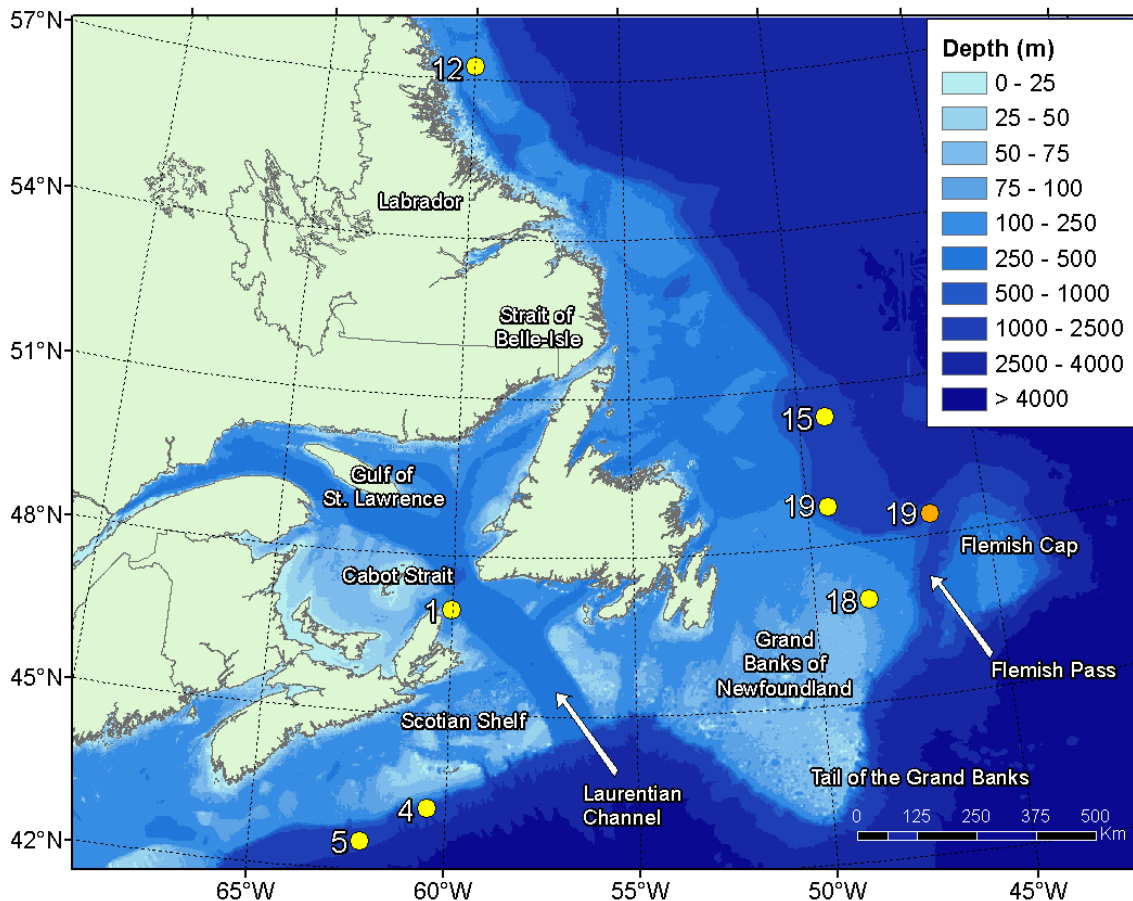 57°N
54°N
51°N
48°N
45°N
42°N
65°W
60°W
55°W
50°W
45°W
Depth (m)
0 - 25
25 - 50
50 - 75
75 - 100
100 - 250
250 - 500
500 - 1000
1000 - 2500
2500 - 4000
> 4000
12
Labrador
Strait of
Belle-Isle
15
Gulf of
St. Lawrence
19
19
Flemish Cap
Cabot Strait
1
18
Grand
Banks of
Newfoundland
Flemish Pass
Scotian Shelf
Laurentian
Channel
Tail of the Grand Banks
4
5
0 125 250 375 500
Km